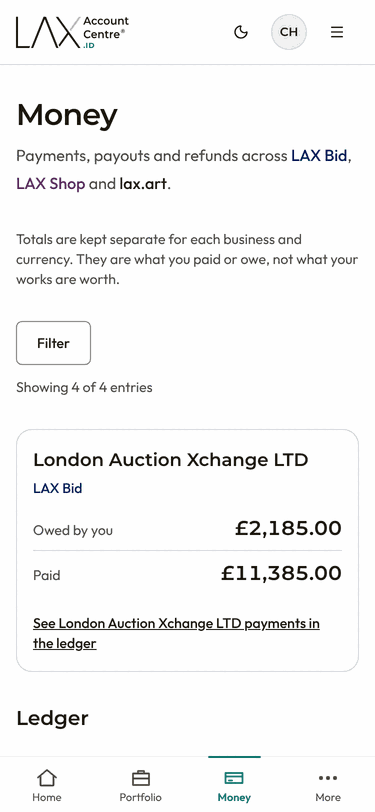 LAX Account
Centre®
.ID
CH
Money
Payments, payouts and refunds across LAX Bid,
LAX Shop and lax.art.
Totals are kept separate for each business and
currency. They are what you paid or owe, not what your
works are worth.
Filter
Showing 4 of 4 entries
London Auction Xchange LTD
LAX Bid
Owed by you £2,185.00
Paid £11,385.00
See London Auction Xchange LTD payments in
the ledger
Ledger
Home Portfolio Money More